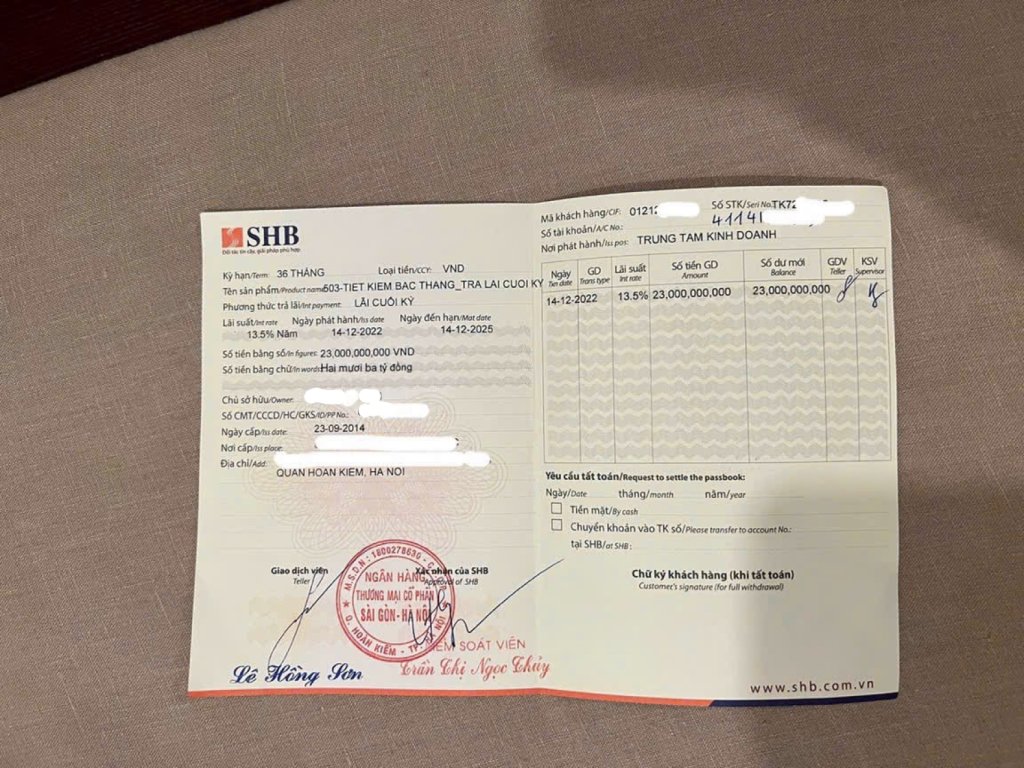 SHB
Đối tác tin cậy, giải pháp phù hợp
Kỳ hạn/Term: 36 THÁNG Loại tiền/CCY: VND
Tên sản phẩm/Product name: 503-TIET KIEM BAC THANG_TRA LAI CUOI KY
Phương thức trả lãi/Int payment: LÃI CUỐI KỲ
Lãi suất/Int rate Ngày phát hành/Iss date Ngày đến hạn/Mat date
13.5% Năm 14-12-2022 14-12-2025
Số tiền bằng số/In figures: 23,000,000,000 VND
Số tiền bằng chữ/In words: Hai mươi ba tỷ đồng
Chủ sở hữu/Owner:
Số CMT/CCCD/HC/GKS/ID/PP No.:
Ngày cấp/Iss date: 23-09-2014
Nơi cấp/Iss place:
Địa chỉ/Add:
QUAN HOAN KIEM, HA NOI
Giao dịch viên
Teller
Xác nhận của SHB
Approval of SHB
M.S.D.N: 1800278630
NGÂN HÀNG
THƯƠNG MẠI CỔ PHẦN
SÀI GÒN-HÀ NỘI
Q. HOÀN KIẾM - TP. HÀ NỘI
KIỂM SOÁT VIÊN
Lê Hồng Sơn
Trần Thị Ngọc Thủy
Mã khách hàng/CIF: 0121 Số STK/Seri No. TK72
Số tài khoản/A/C No.: 4114
Nơi phát hành/Iss pos: TRUNG TAM KINH DOANH
Ngày GD Lãi suất Số tiền GD Số dư mới GDV KSV
Tien date Trans type Int rate Amount Balance Teller Supervisor
14-12-2022 13.5% 23,000,000,000 23,000,000,000
Yêu cầu tất toán/Request to settle the passbook:
Ngày/Date tháng/month năm/year
Tiền mặt/By cash
Chuyển khoản vào TK số/Please transfer to account No.:
tại SHB/at SHB:
Chữ ký khách hàng (khi tất toán)
Customer's signature (for full withdrawal)
www.shb.com.vn